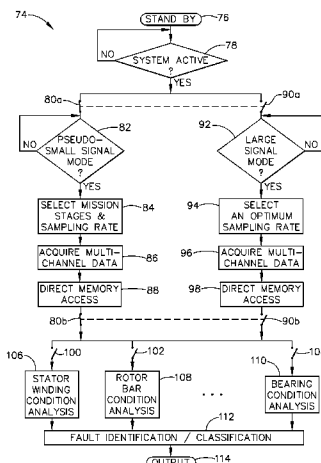 74
STAND BY 76
NO SYSTEM ACTIVE ? 78
YES
80a 90a
NO PSEUDO-SMALL SIGNAL MODE ? 82
92 LARGE SIGNAL MODE ? NO
YES YES
SELECT MISSION STAGES & SAMPLING RATE 84
94 SELECT AN OPTIMUM SAMPLING RATE
ACQUIRE MULTI-CHANNEL DATA 86
96 ACQUIRE MULTI-CHANNEL DATA
DIRECT MEMORY ACCESS 88
98 DIRECT MEMORY ACCESS
80b 90b
100 102 10
106 STATOR WINDING CONDITION ANALYSIS
ROTOR BAR CONDITION ANALYSIS 108
. . .
110 BEARING CONDITION ANALYSIS
112
FAULT IDENTIFICATION / CLASSIFICATION
OUTPUT 114